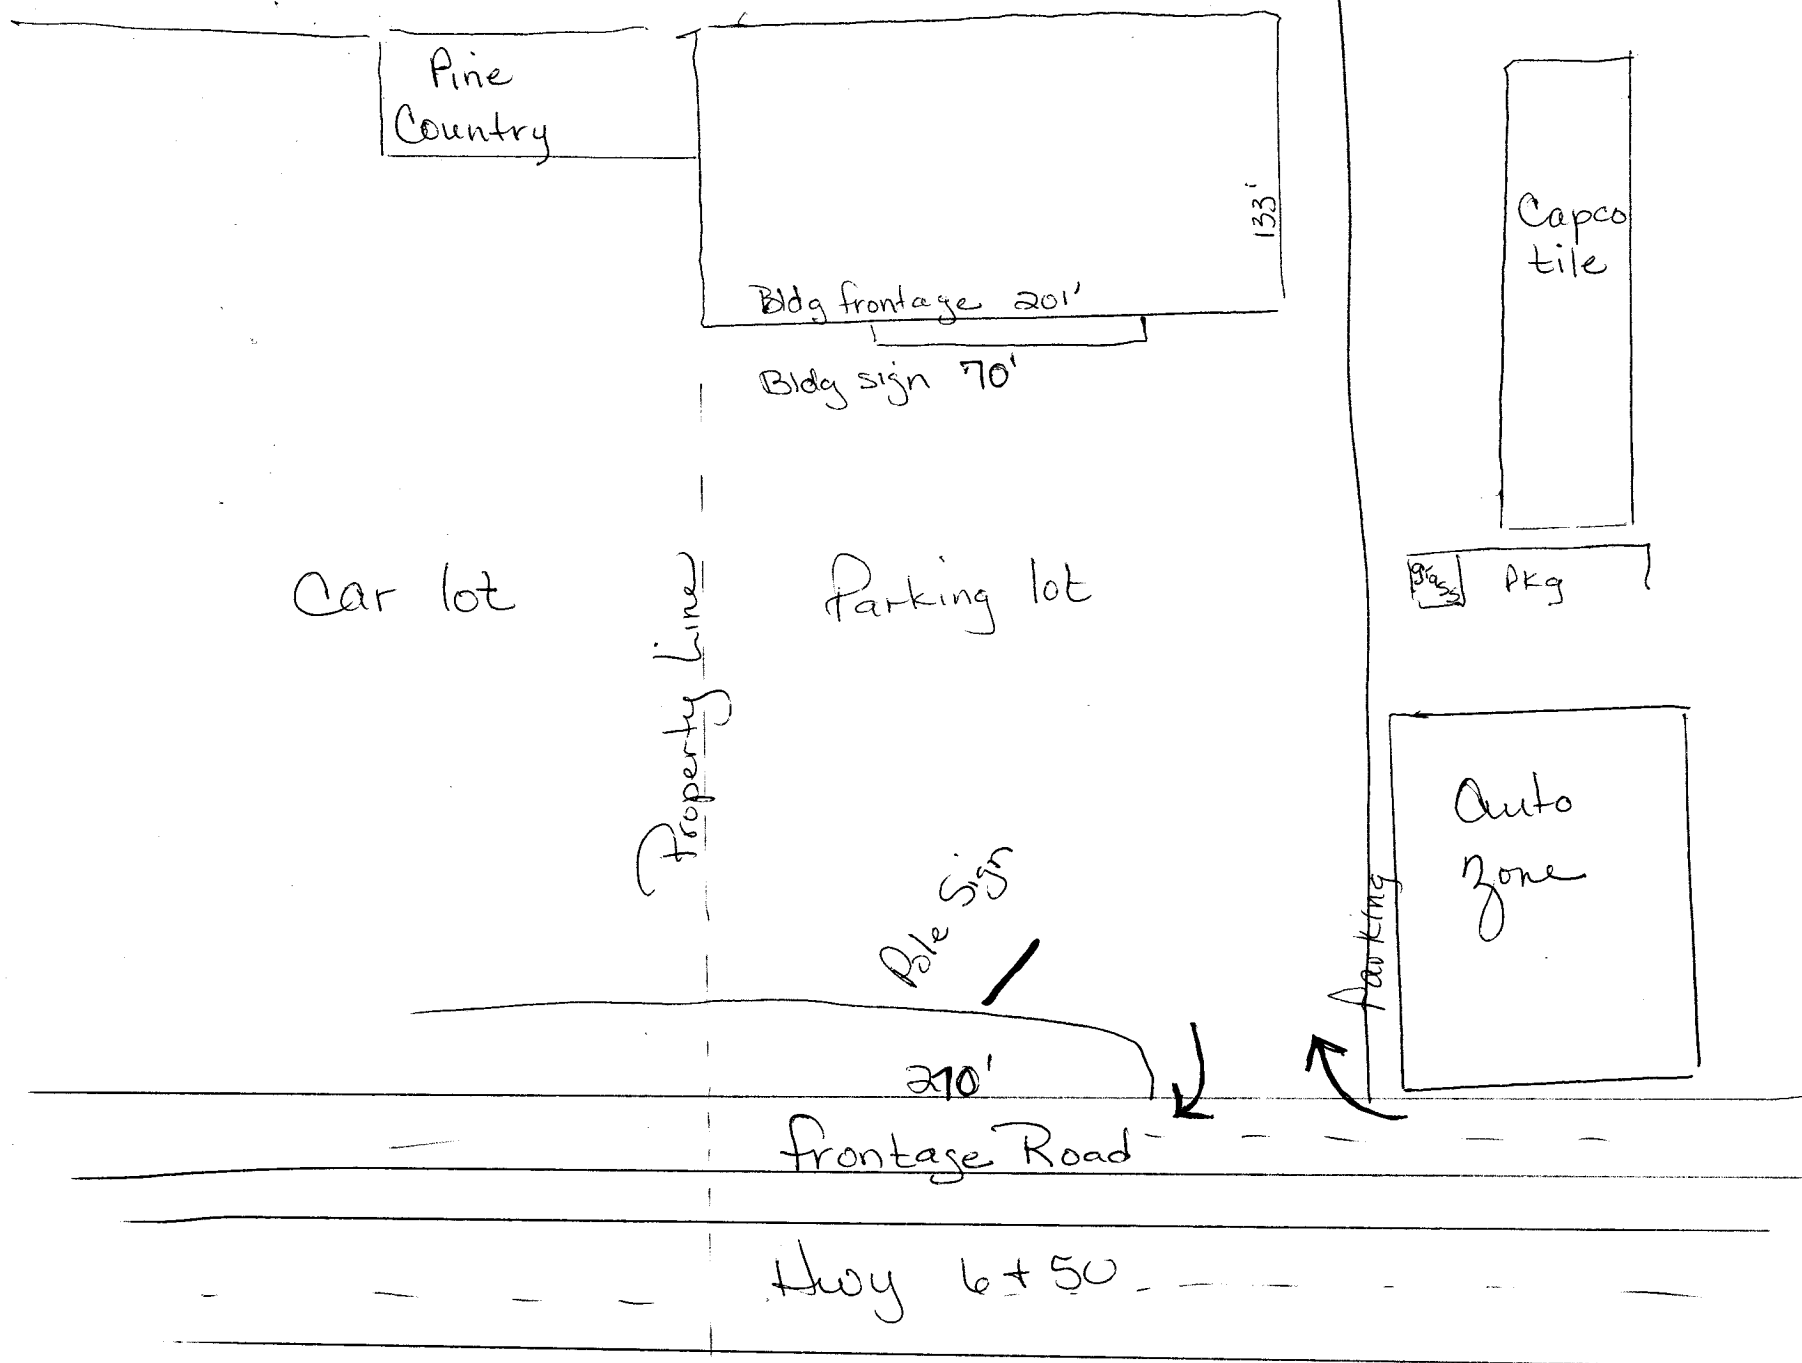 Pine
Country
133'
Capco
tile
Bldg frontage 201'
Bldg sign 70'
grass
PKg
Car lot
Property Line
Parking lot
Auto
Zone
Pole Sign
Parking
270'
frontage Road
Hwy 6 + 50